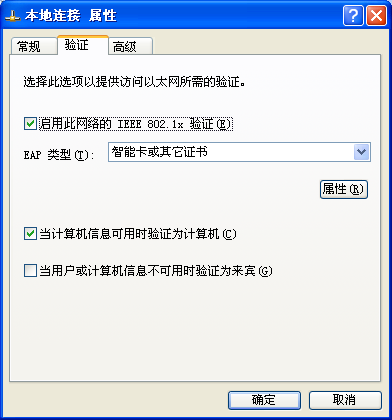 本地连接 属性
常规 验证 高级
选择此选项以提供访问以太网所需的验证。
启用此网络的 IEEE 802.1x 验证(E)
EAP 类型(T): 智能卡或其它证书
属性(R)
当计算机信息可用时验证为计算机(C)
当用户或计算机信息不可用时验证为来宾(G)
确定 取消